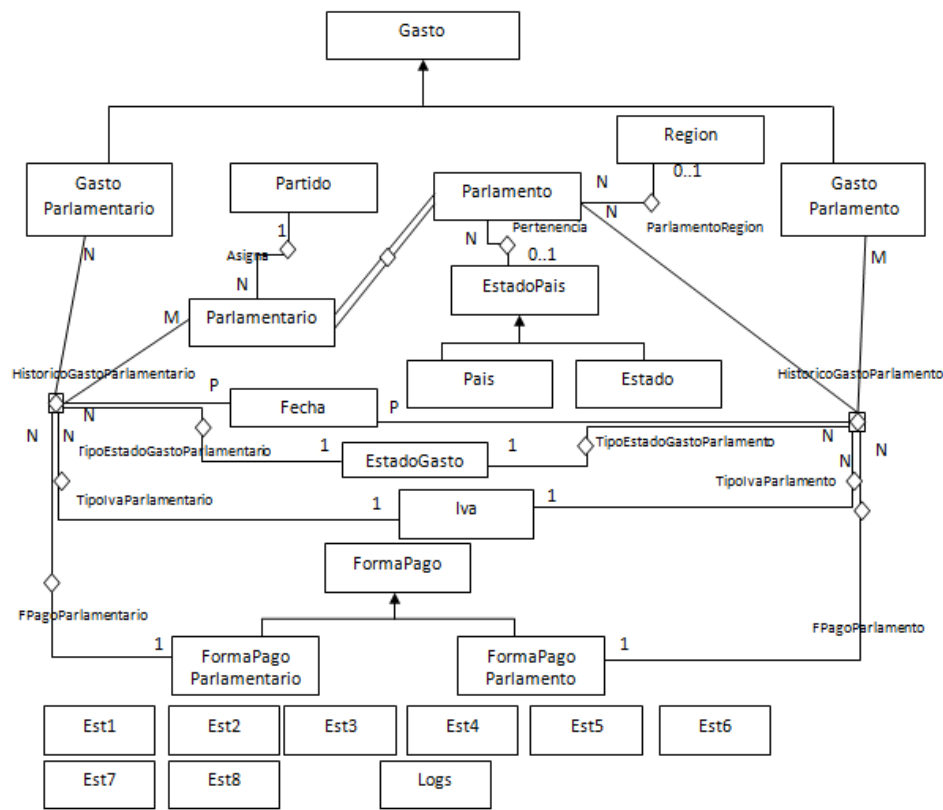 Gasto
Region
Gasto
Parlamentario
Partido
Parlamento
Gasto
Parlamento
0..1
N
N
N
1
Asigna
Pertenencia
ParlamentoRegion
N
0..1
N
M
EstadoPais
M
Parlamentario
HistoricoGastoParlamentario
Pais
Estado
HistoricoGastoParlamento
P
Fecha
P
N
N
N
N
N
N
TipoEstadoGastoParlamentario
1
EstadoGasto
1
TipoEstadoGastoParlamento
TipoIvaParlamentario
1
Iva
1
TipoIvaParlamento
FormaPago
FPagoParlamentario
FPagoParlamento
1
FormaPago
Parlamentario
FormaPago
Parlamento
1
Est1
Est2
Est3
Est4
Est5
Est6
Est7
Est8
Logs